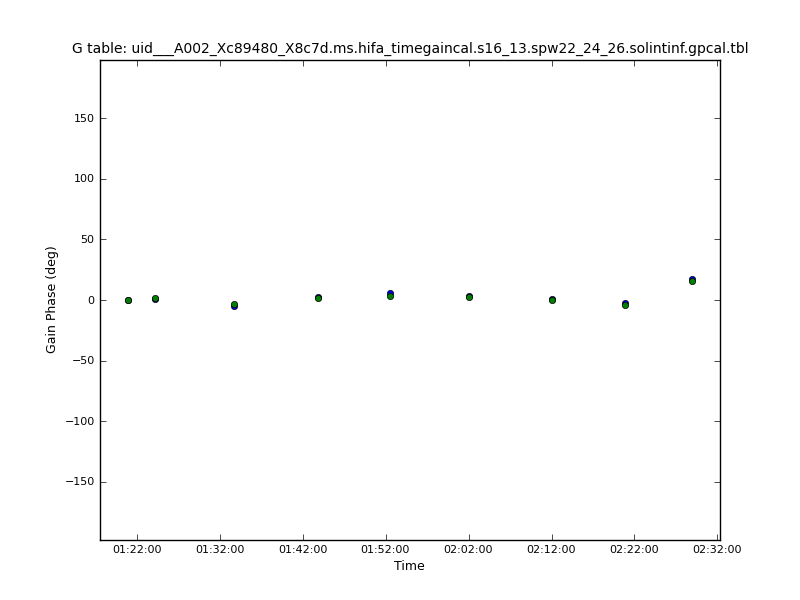 G table: uid___A002_Xc89480_X8c7d.ms.hifa_timegaincal.s16_13.spw22_24_26.solintinf.gpcal.tbl
150
100
50
0
−50
−100
−150
Gain Phase (deg)
01:22:00 01:32:00 01:42:00 01:52:00 02:02:00 02:12:00 02:22:00 02:32:00
Time